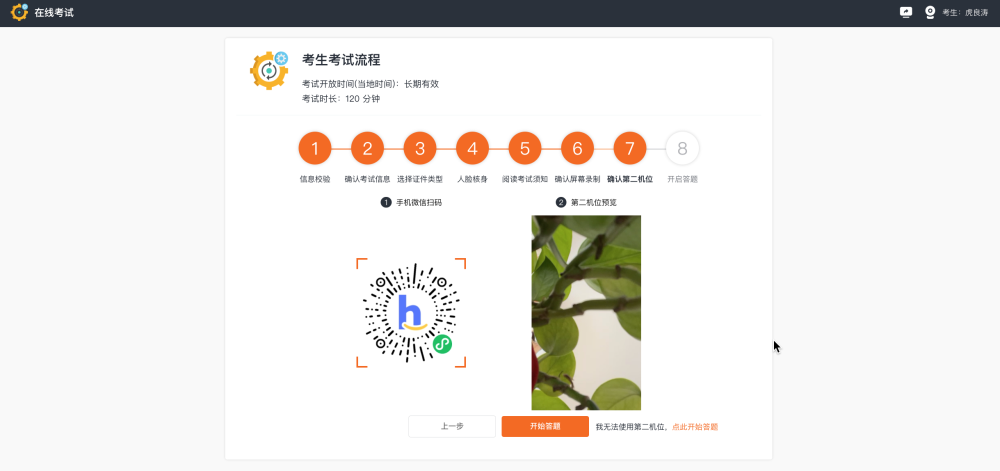 在线考试
考生：虎良涛
考生考试流程
考试开放时间(当地时间)：长期有效
考试时长：120 分钟
1 2 3 4 5 6 7 8
信息校验 确认考试信息 选择证件类型 人脸核身 阅读考试须知 确认屏幕录制 确认第二机位 开启答题
1 手机微信扫码
2 第二机位预览
h
上一步 开始答题 我无法使用第二机位，点此开始答题